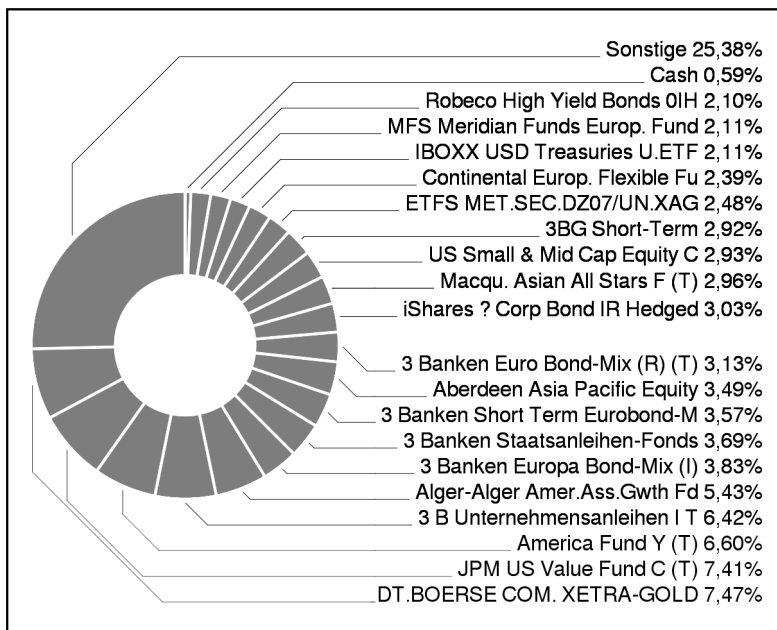 Sonstige 25,38%
Cash 0,59%
Robeco High Yield Bonds 0IH 2,10%
MFS Meridian Funds Europ. Fund 2,11%
IBOXX USD Treasuries U.ETF 2,11%
Continental Europ. Flexible Fu 2,39%
ETFS MET.SEC.DZ07/UN.XAG 2,48%
3BG Short-Term 2,92%
US Small & Mid Cap Equity C 2,93%
Macqu. Asian All Stars F (T) 2,96%
iShares ? Corp Bond IR Hedged 3,03%
3 Banken Euro Bond-Mix (R) (T) 3,13%
Aberdeen Asia Pacific Equity 3,49%
3 Banken Short Term Eurobond-M 3,57%
3 Banken Staatsanleihen-Fonds 3,69%
3 Banken Europa Bond-Mix (I) 3,83%
Alger-Alger Amer.Ass.Gwth Fd 5,43%
3 B Unternehmensanleihen I T 6,42%
America Fund Y (T) 6,60%
JPM US Value Fund C (T) 7,41%
DT.BOERSE COM. XETRA-GOLD 7,47%